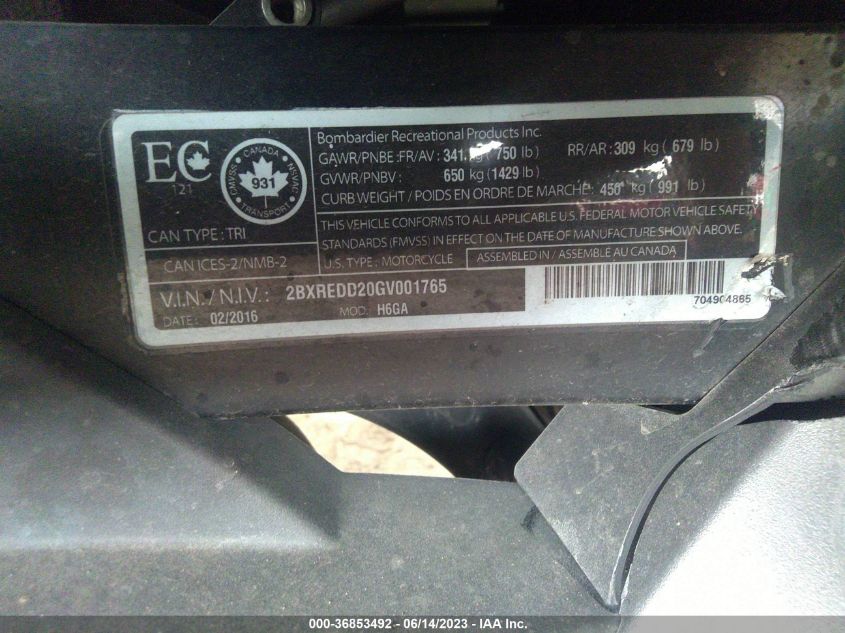 EC
121
CANADA
CMVSS
NSVAC
931
TRANSPORT
CAN TYPE: TRI
CAN ICES-2/NMB-2
Bombardier Recreational Products Inc.
GAWR/PNBE:FR/AV: 341. kg ( 750 lb) RR/AR: 309 kg ( 679 lb)
GVWR/PNBV : 650 kg (1429 lb)
CURB WEIGHT / POIDS EN ORDRE DE MARCHE: 450 kg ( 991 lb)
THIS VEHICLE CONFORMS TO ALL APPLICABLE U.S. FEDERAL MOTOR VEHICLE SAFETY
STANDARDS (FMVSS) IN EFFECT ON THE DATE OF MANUFACTURE SHOWN ABOVE.
U.S. TYPE: MOTORCYCLE ASSEMBLED IN / ASSEMBLE AU CANADA
V.I.N. / N.I.V.: 2BXREDD20GV001765
DATE: 02/2016 MOD: H6GA
704904865
000-36853492 - 06/14/2023 - IAA Inc.